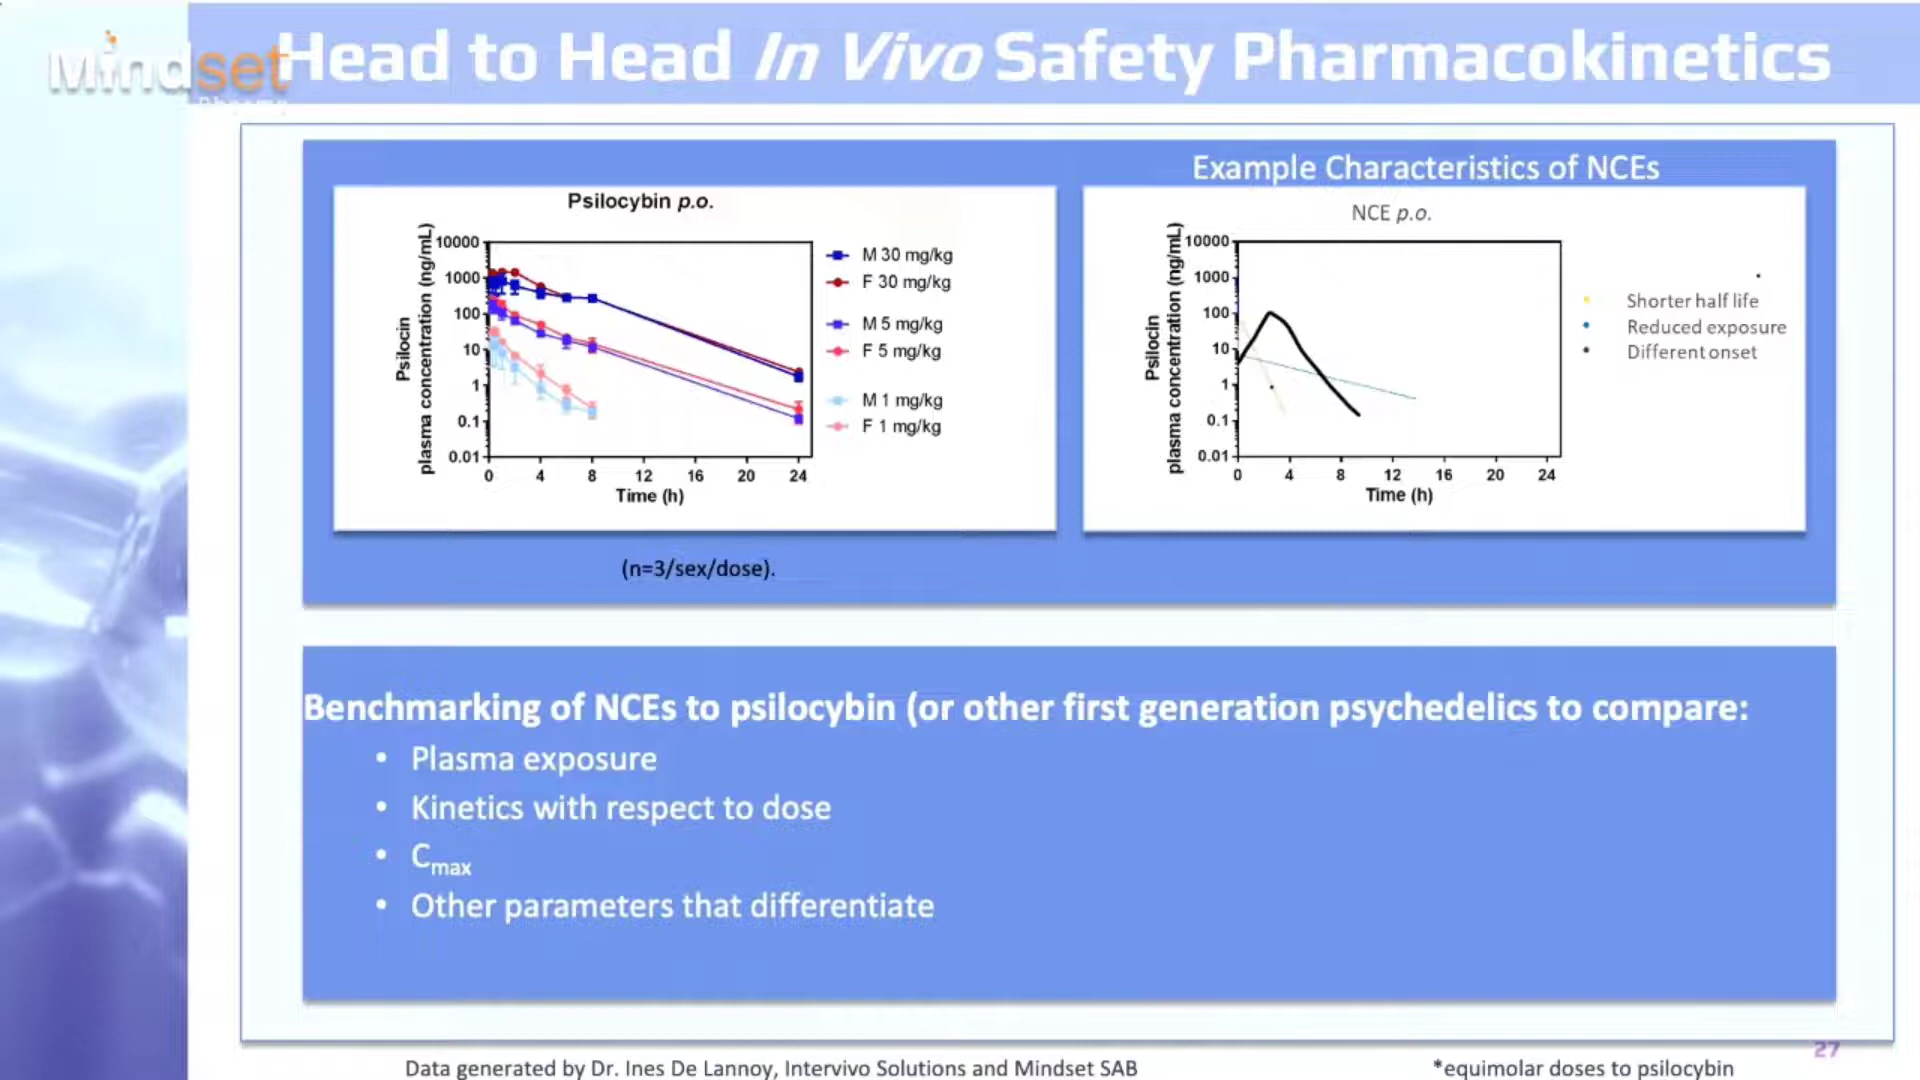 Mindset
Pharma
Head to Head In Vivo Safety Pharmacokinetics
Example Characteristics of NCEs
Psilocybin p.o.
Psilocin
plasma concentration (ng/mL)
10000
1000
100
10
1
0.1
0.01
0 4 8 12 16 20 24
Time (h)
M 30 mg/kg
F 30 mg/kg
M 5 mg/kg
F 5 mg/kg
M 1 mg/kg
F 1 mg/kg
(n=3/sex/dose).
NCE p.o.
Psilocin
plasma concentration (ng/mL)
10000
1000
100
10
1
0.1
0.01
0 4 8 12 16 20 24
Time (h)
Shorter half life
Reduced exposure
Different onset
Benchmarking of NCEs to psilocybin (or other first generation psychedelics to compare:
• Plasma exposure
• Kinetics with respect to dose
• Cmax
• Other parameters that differentiate
27
Data generated by Dr. Ines De Lannoy, Intervivo Solutions and Mindset SAB
*equimolar doses to psilocybin